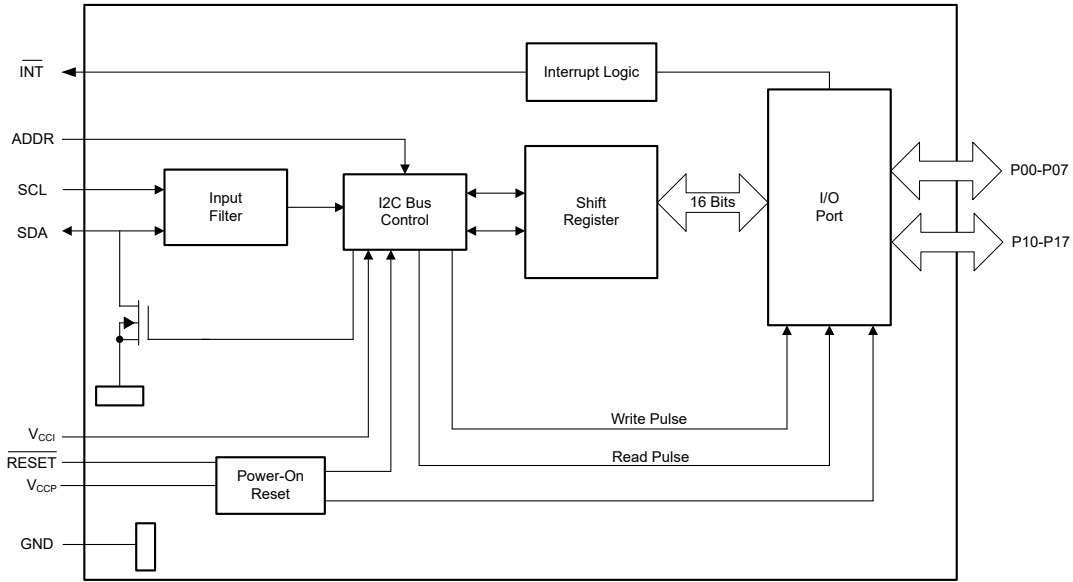 INT
Interrupt Logic
ADDR
SCL
SDA
Input
Filter
I2C Bus
Control
Shift
Register
16 Bits
I/O
Port
P00-P07
P10-P17
Write Pulse
Read Pulse
VCCI
RESET
VCCP
Power-On
Reset
GND